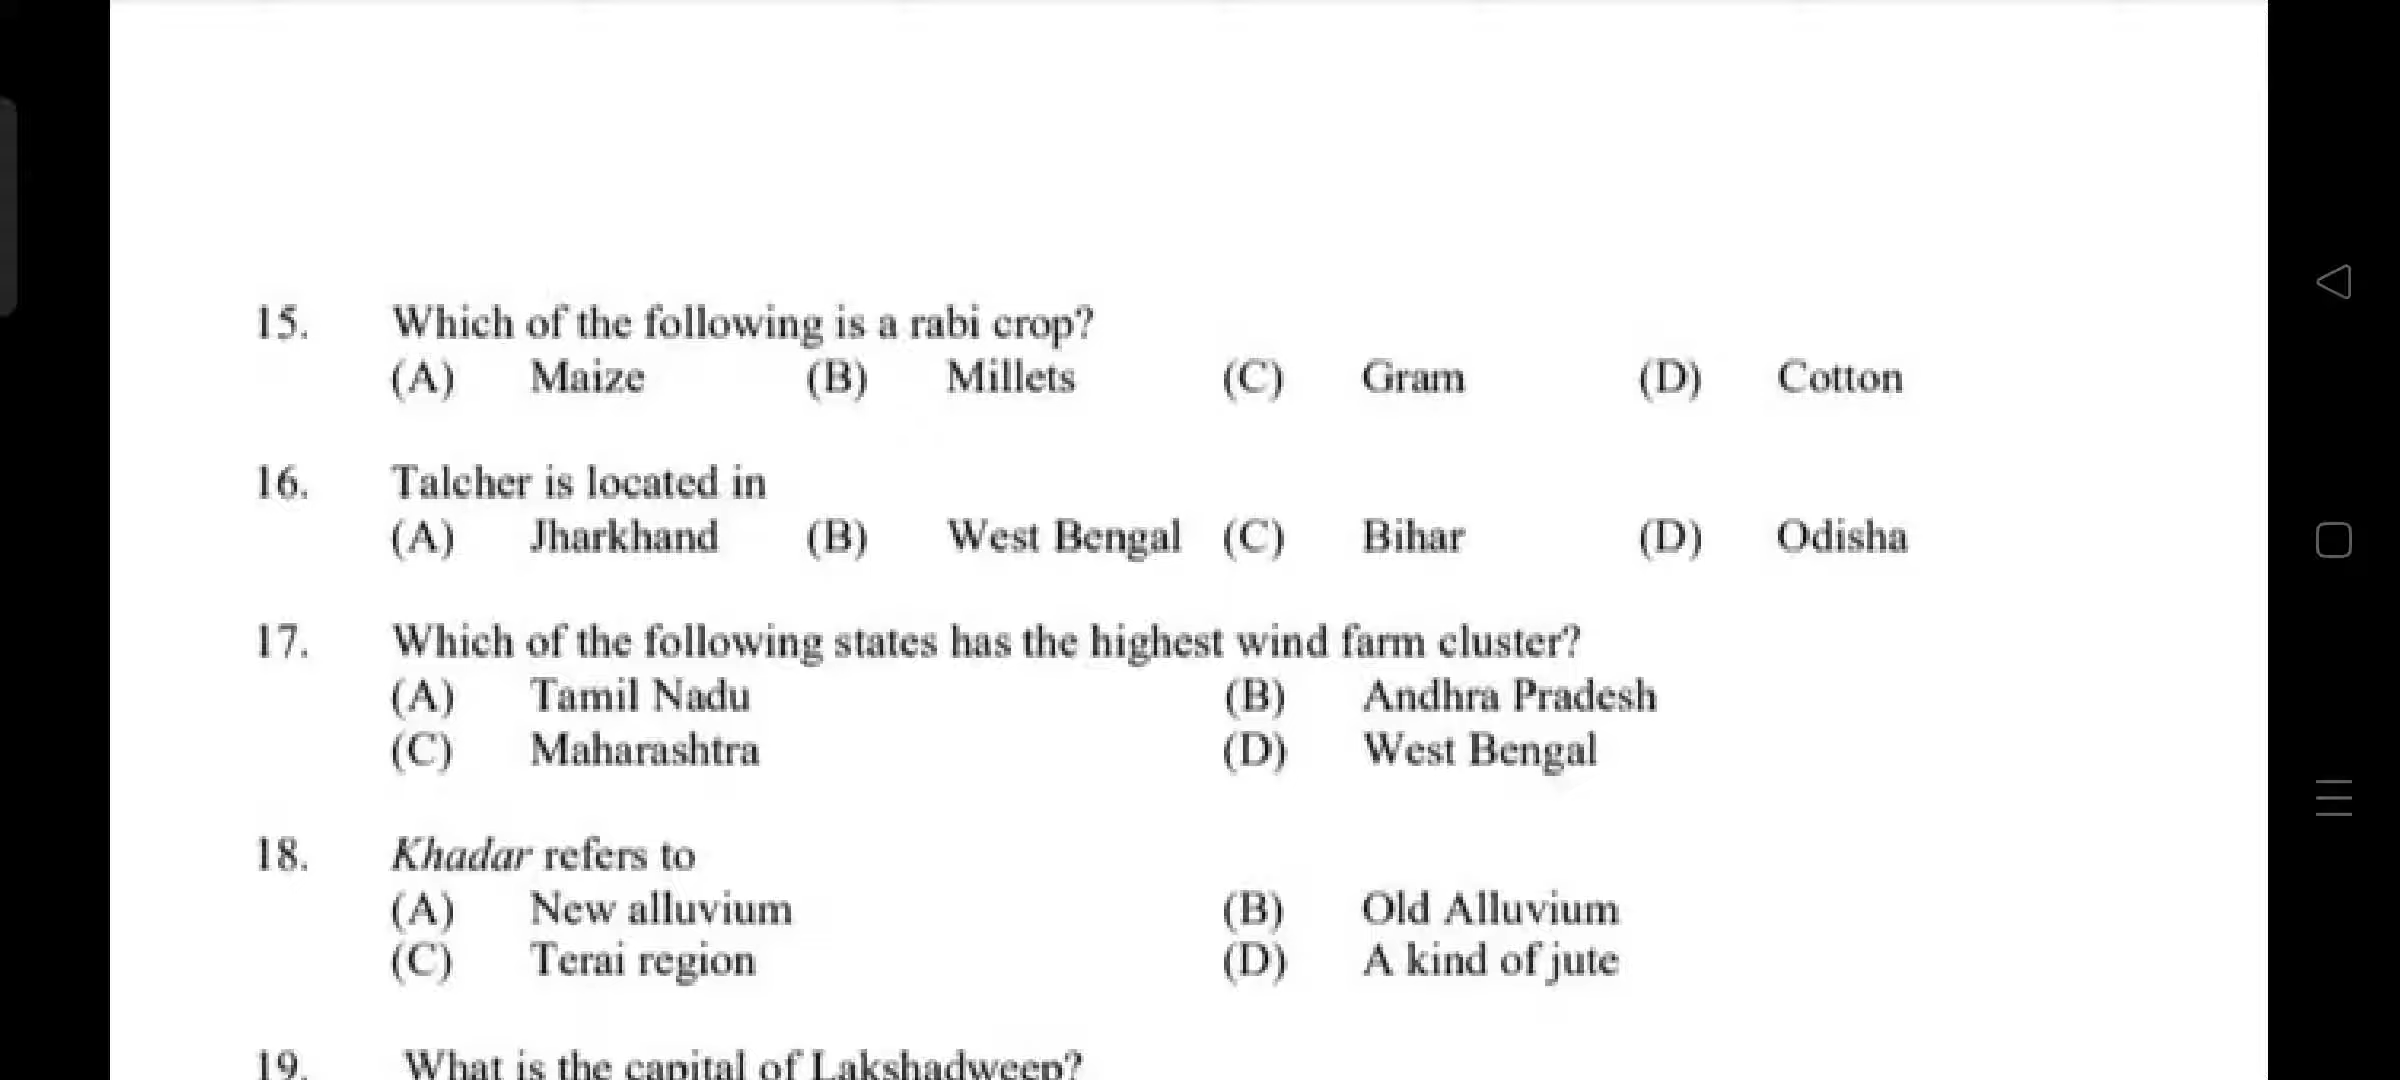 15. Which of the following is a rabi crop?
(A) Maize (B) Millets (C) Gram (D) Cotton
16. Talcher is located in
(A) Jharkhand (B) West Bengal (C) Bihar (D) Odisha
17. Which of the following states has the highest wind farm cluster?
(A) Tamil Nadu (B) Andhra Pradesh
(C) Maharashtra (D) West Bengal
18. Khadar refers to
(A) New alluvium (B) Old Alluvium
(C) Terai region (D) A kind of jute
19. What is the capital of Lakshadweep?